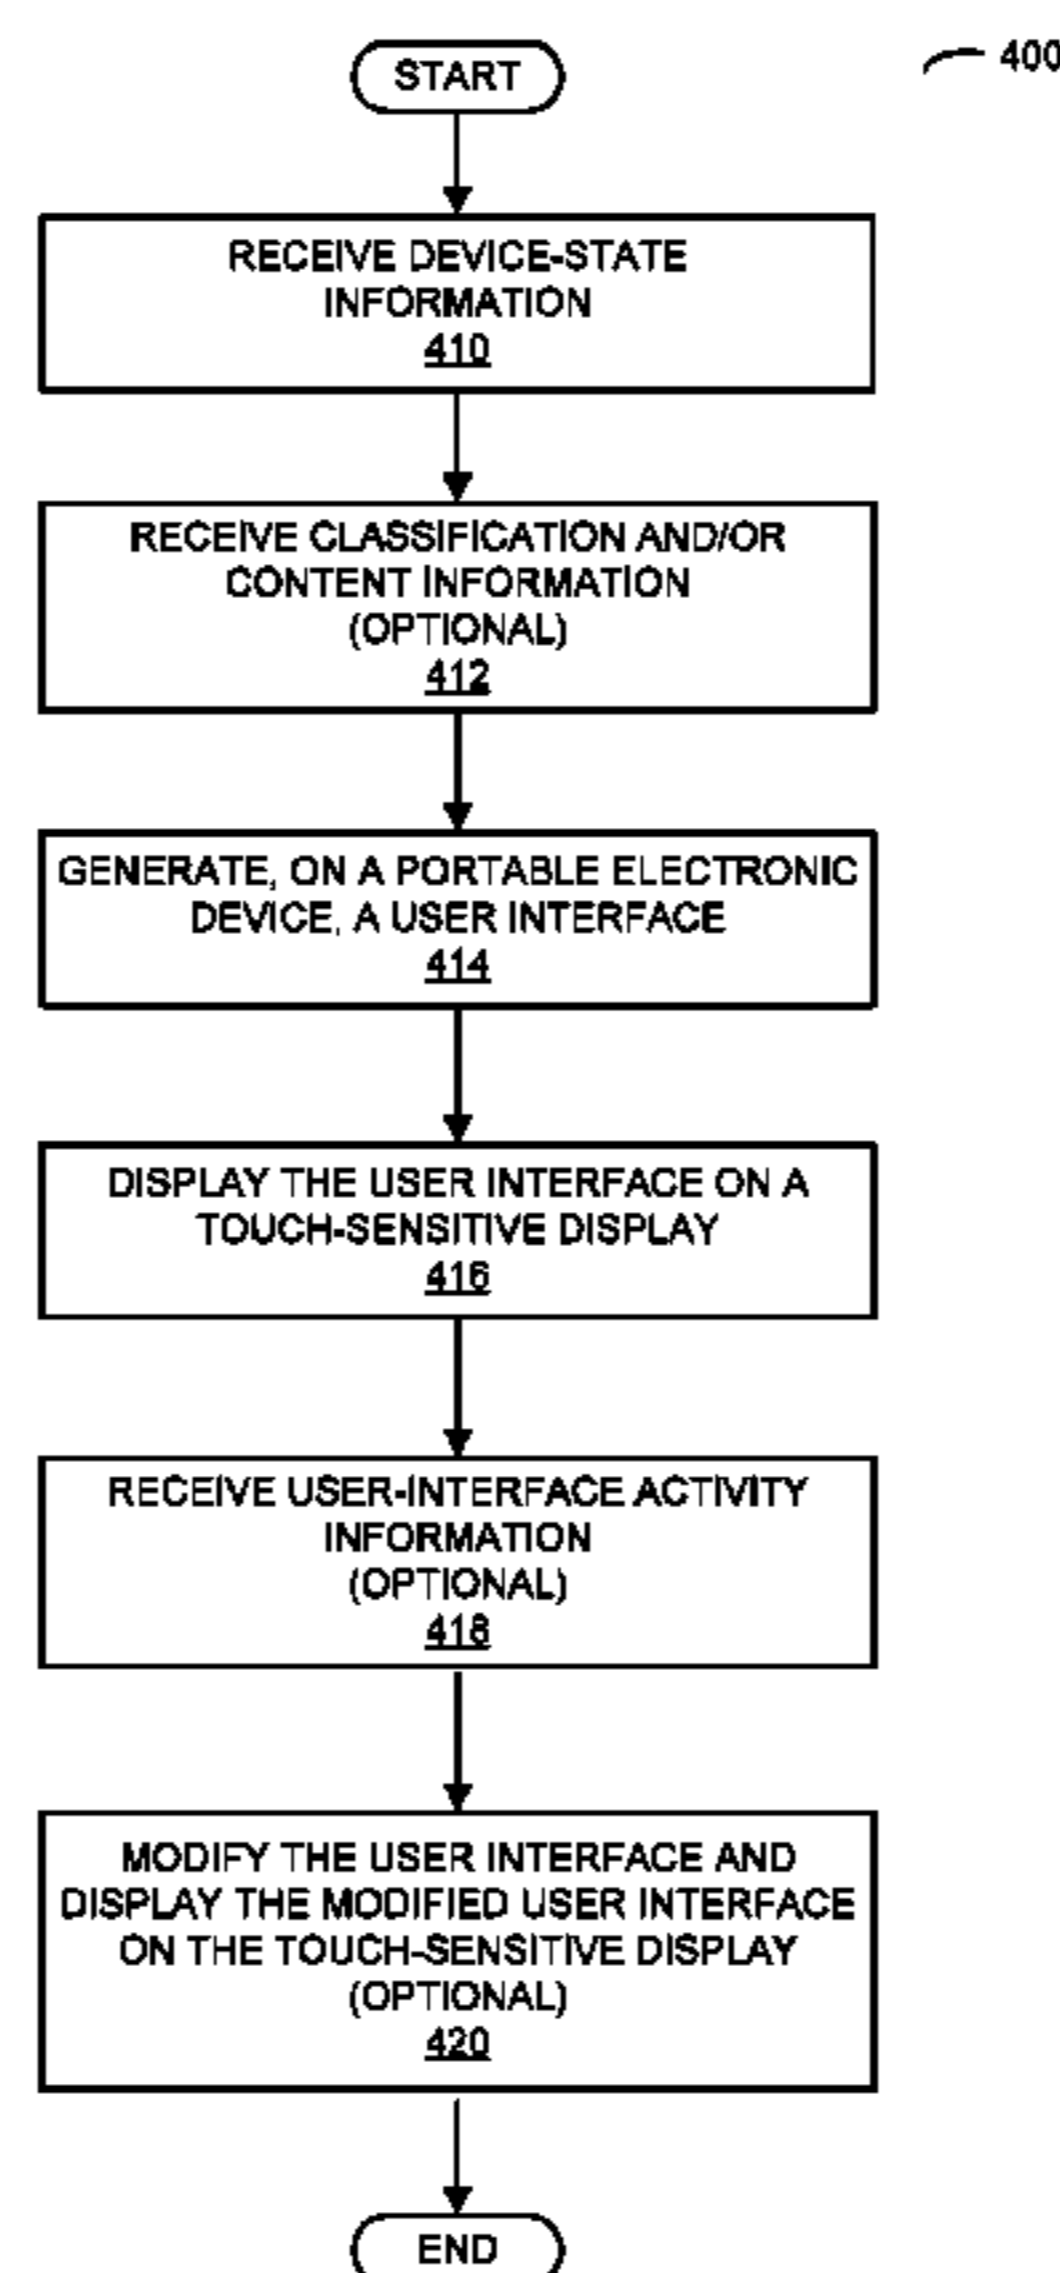 START
400
RECEIVE DEVICE-STATE
INFORMATION
410
RECEIVE CLASSIFICATION AND/OR
CONTENT INFORMATION
(OPTIONAL)
412
GENERATE, ON A PORTABLE ELECTRONIC
DEVICE, A USER INTERFACE
414
DISPLAY THE USER INTERFACE ON A
TOUCH-SENSITIVE DISPLAY
416
RECEIVE USER-INTERFACE ACTIVITY
INFORMATION
(OPTIONAL)
418
MODIFY THE USER INTERFACE AND
DISPLAY THE MODIFIED USER INTERFACE
ON THE TOUCH-SENSITIVE DISPLAY
(OPTIONAL)
420
END